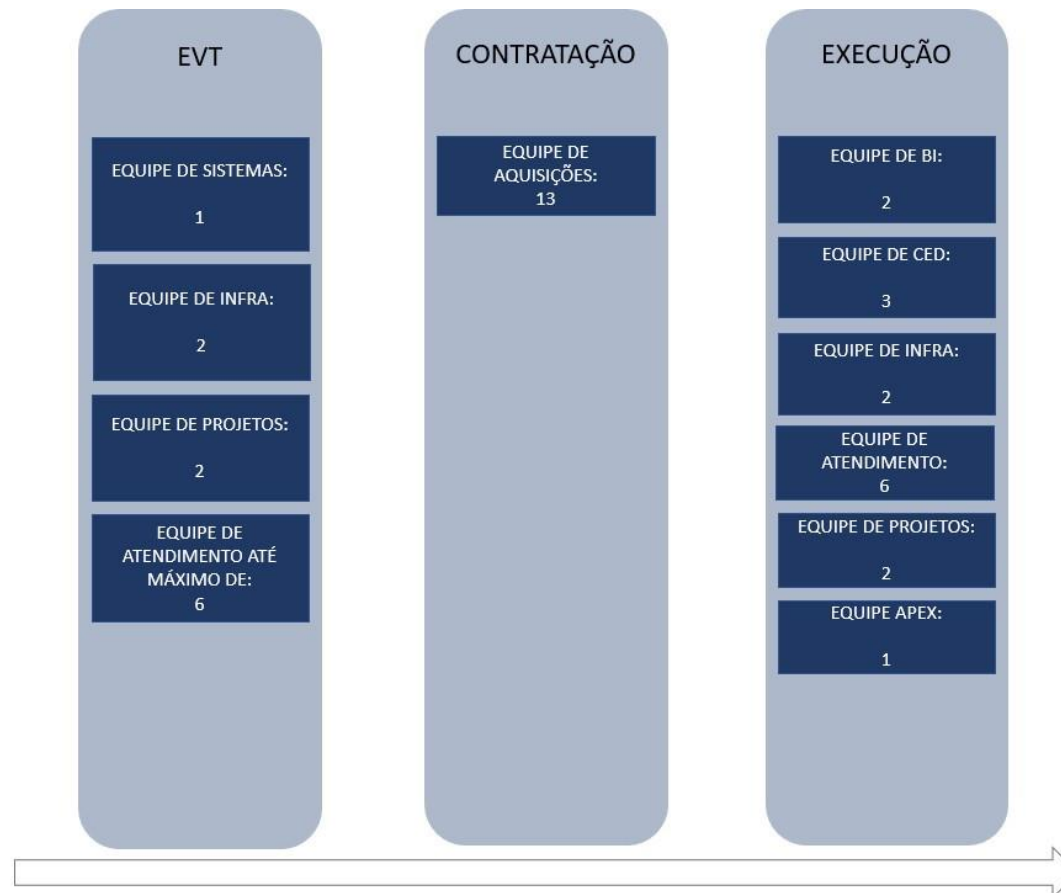 EVT
EQUIPE DE SISTEMAS:
1
EQUIPE DE INFRA:
2
EQUIPE DE PROJETOS:
2
EQUIPE DE
ATENDIMENTO ATÉ
MÁXIMO DE:
6
CONTRATAÇÃO
EQUIPE DE
AQUISIÇÕES:
13
EXECUÇÃO
EQUIPE DE BI:
2
EQUIPE DE CED:
3
EQUIPE DE INFRA:
2
EQUIPE DE
ATENDIMENTO:
6
EQUIPE DE PROJETOS:
2
EQUIPE APEX:
1